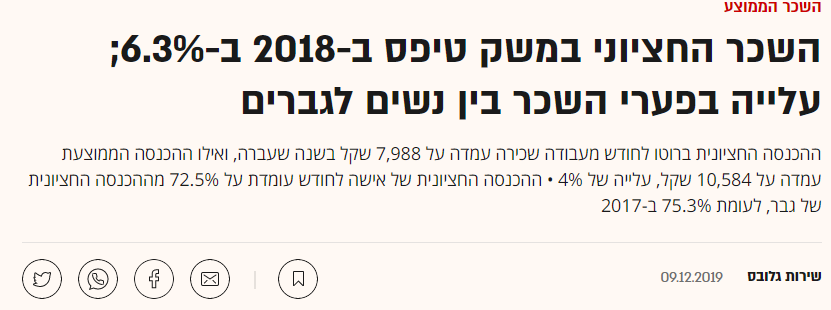 השכר הממוצע
השכר החציוני במשק טיפס ב-2018 ב-6.3%;
עלייה בפערי השכר בין נשים לגברים
ההכנסה החציונית ברוטו לחודש מעבודה שכירה עמדה על 7,988 שקל בשנה שעברה, ואילו ההכנסה הממוצעת
עמדה על 10,584 שקל, עלייה של 4% • ההכנסה החציונית של אישה לחודש עומדת על 72.5% מההכנסה החציונית
של גבר, לעומת 75.3% ב-2017
שירות גלובס 09.12.2019